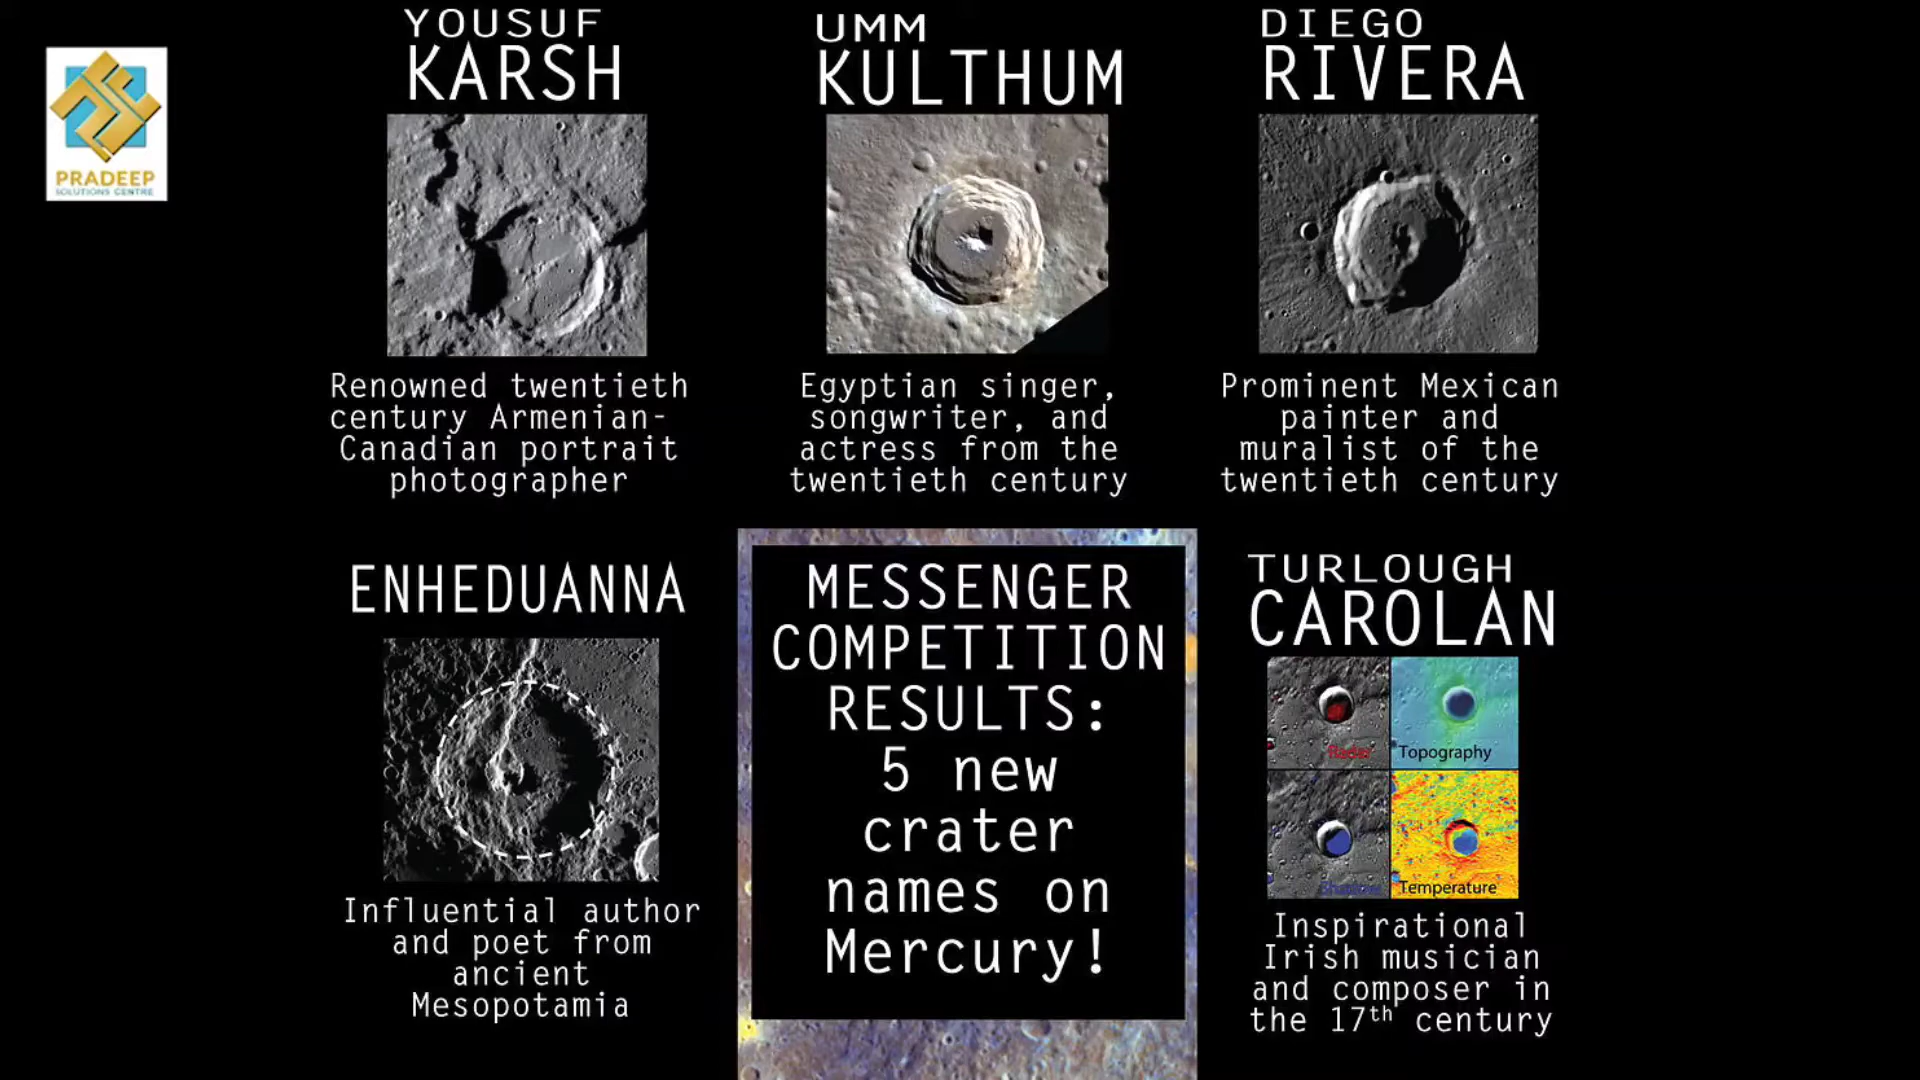 PRADEEP
SOLUTIONS CENTRE
YOUSUF
KARSH
Renowned twentieth
century Armenian-
Canadian portrait
photographer
UMM
KULTHUM
Egyptian singer,
songwriter, and
actress from the
twentieth century
DIEGO
RIVERA
Prominent Mexican
painter and
muralist of the
twentieth century
ENHEDUANNA
Influential author
and poet from
ancient
Mesopotamia
MESSENGER
COMPETITION
RESULTS:
5 new
crater
names on
Mercury!
TURLOUGH
CAROLAN
Radar
Topography
Shadow
Temperature
Inspirational
Irish musician
and composer in
the 17th century